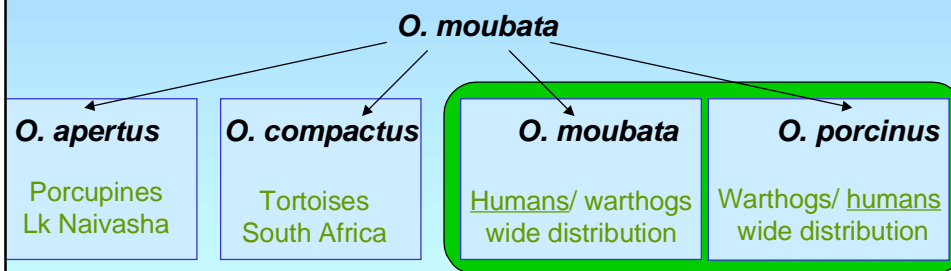 O. moubata
O. apertus
Porcupines
Lk Naivasha
O. compactus
Tortoises
South Africa
O. moubata
Humans/ warthogs
wide distribution
O. porcinus
Warthogs/ humans
wide distribution